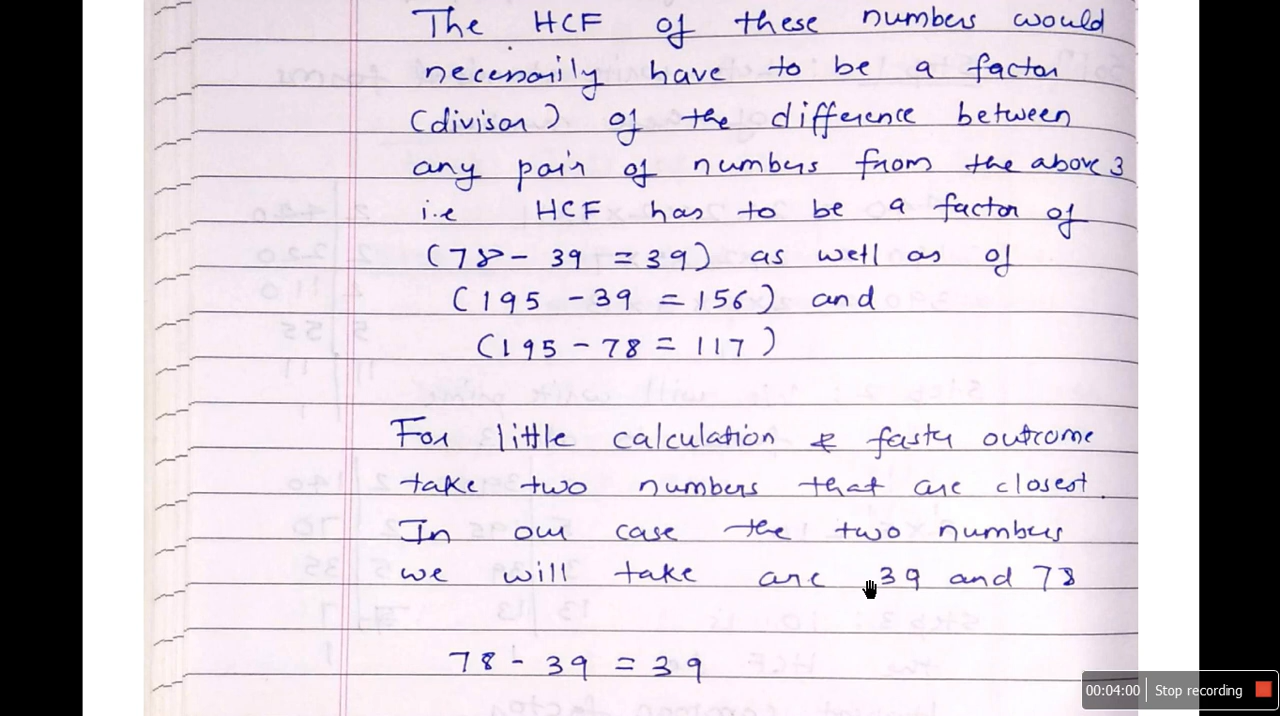 The HCF of these numbers would
necessarily have to be a factor
(divisor) of the difference between
any pair of numbers from the above 3
i.e HCF has to be a factor of
(78 - 39 = 39) as well as of
(195 - 39 = 156) and
(195 - 78 = 117)
For little calculation & faster outcome
take two numbers that are closest.
In our case the two numbers
we will take are 39 and 78
78 - 39 = 39
00:04:00 | Stop recording